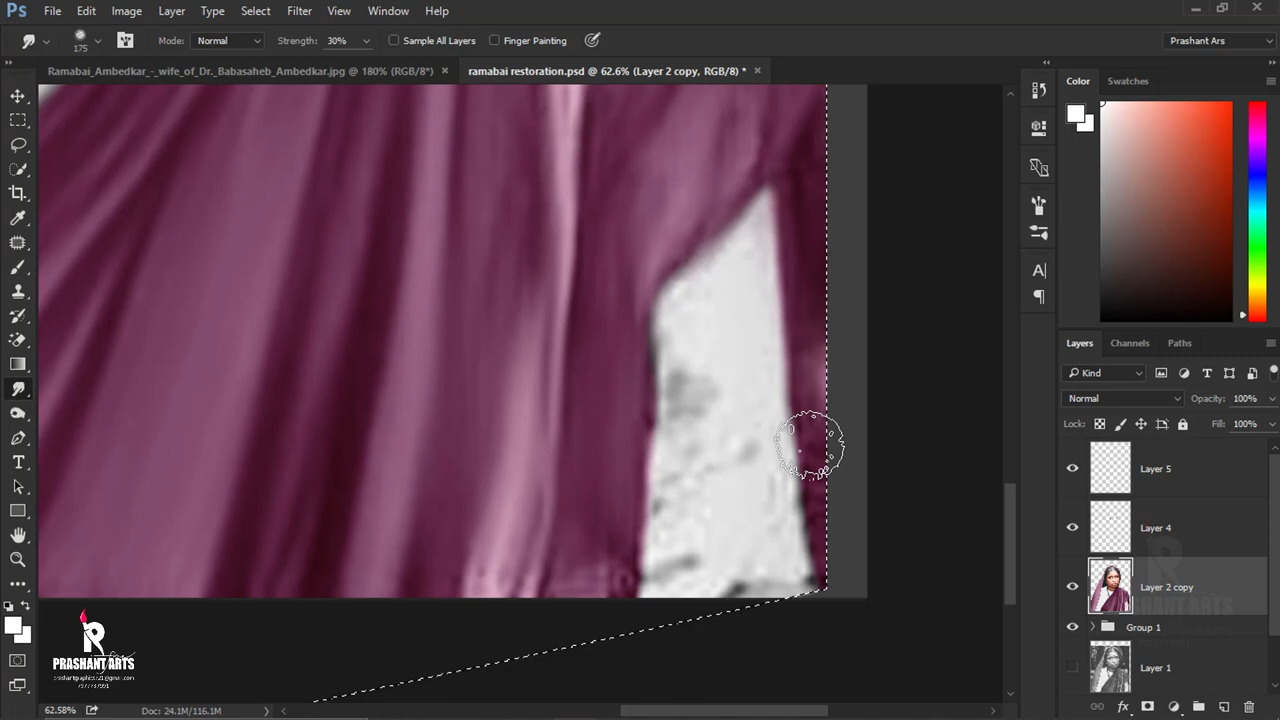 Ps File Edit Image Layer Type Select Filter View Window Help
175 Mode: Normal Strength: 30% Sample All Layers Finger Painting Prashant Ars
Ramabai_Ambedkar_-_wife_of_Dr._Babasaheb_Ambedkar.jpg @ 180% (RGB/8*) ramabai restoration.psd @ 62.6% (Layer 2 copy, RGB/8) *
Color Swatches
Layers Channels Paths
Kind
Normal Opacity: 100%
Lock: Fill: 100%
Layer 5
Layer 4
Layer 2 copy
PRASHANT ARTS
Group 1
Layer 1
PRASHANT ARTS
7977737991
62.58% Doc: 24.1M/116.1M